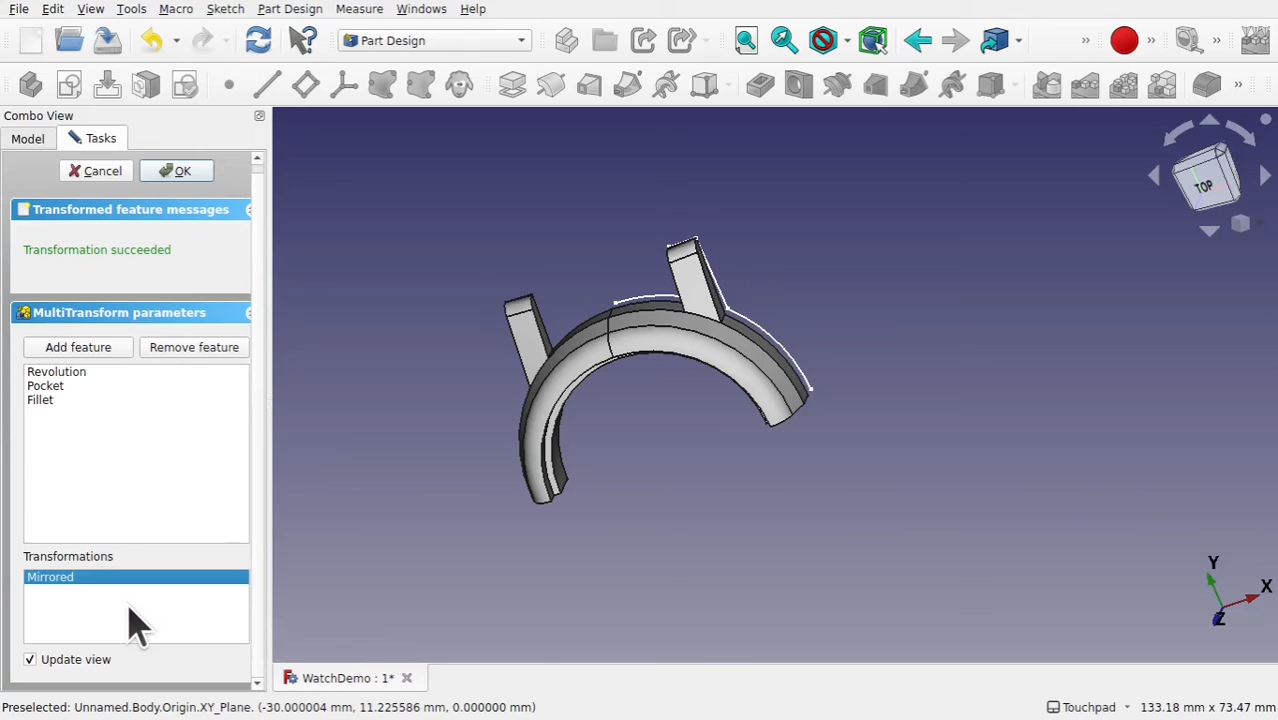 File Edit View Tools Macro Sketch Part Design Measure Windows Help
Part Design
» » »
»
Combo View
Model Tasks
Cancel OK
Transformed feature messages
Transformation succeeded
MultiTransform parameters
Add feature Remove feature
Revolution
Pocket
Fillet
Transformations
Mirrored
Update view
TOP
Y
X
Z
WatchDemo : 1*
Preselected: Unnamed.Body.Origin.XY_Plane. (-30.000004 mm, 11.225586 mm, 0.000000 mm) Touchpad 133.18 mm x 73.47 mm